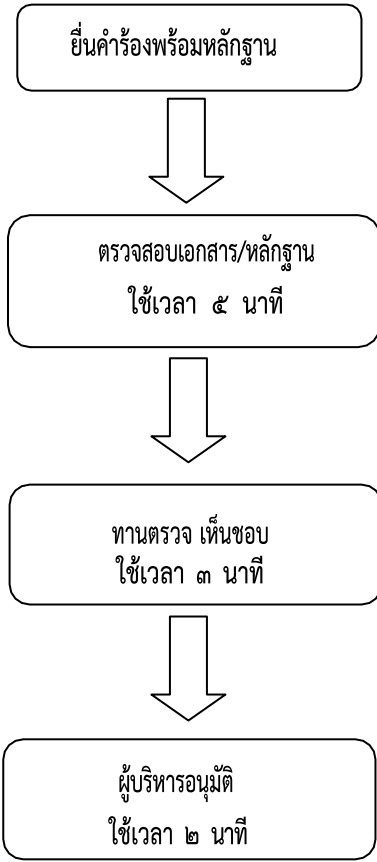 ยื่นคำร้องพร้อมหลักฐาน
ตรวจสอบเอกสาร/หลักฐาน
ใช้เวลา ๕ นาที
ทานตรวจ เห็นชอบ
ใช้เวลา ๓ นาที
ผู้บริหารอนุมัติ
ใช้เวลา ๒ นาที